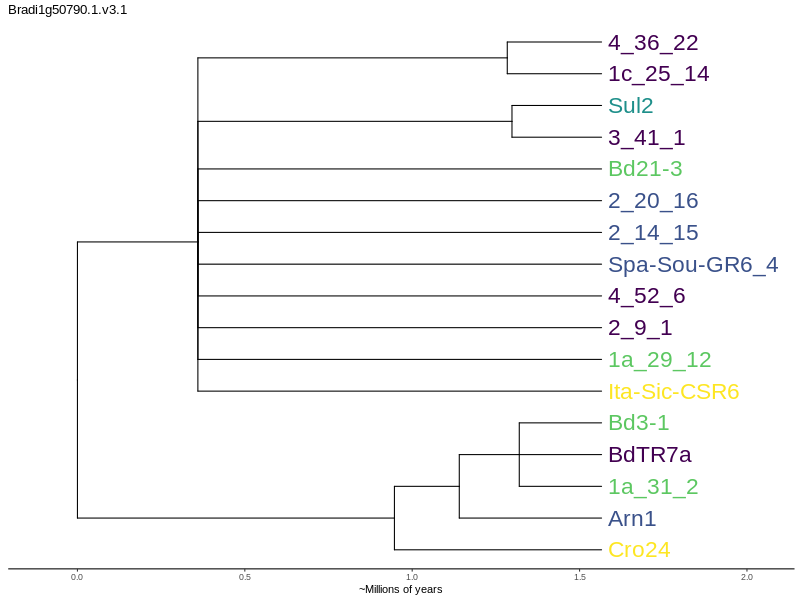 Bradi1g50790.1.v3.1
4_36_22
1c_25_14
Sul2
3_41_1
Bd21-3
2_20_16
2_14_15
Spa-Sou-GR6_4
4_52_6
2_9_1
1a_29_12
Ita-Sic-CSR6
Bd3-1
BdTR7a
1a_31_2
Arn1
Cro24
0.0 0.5 1.0 1.5 2.0
~Millions of years